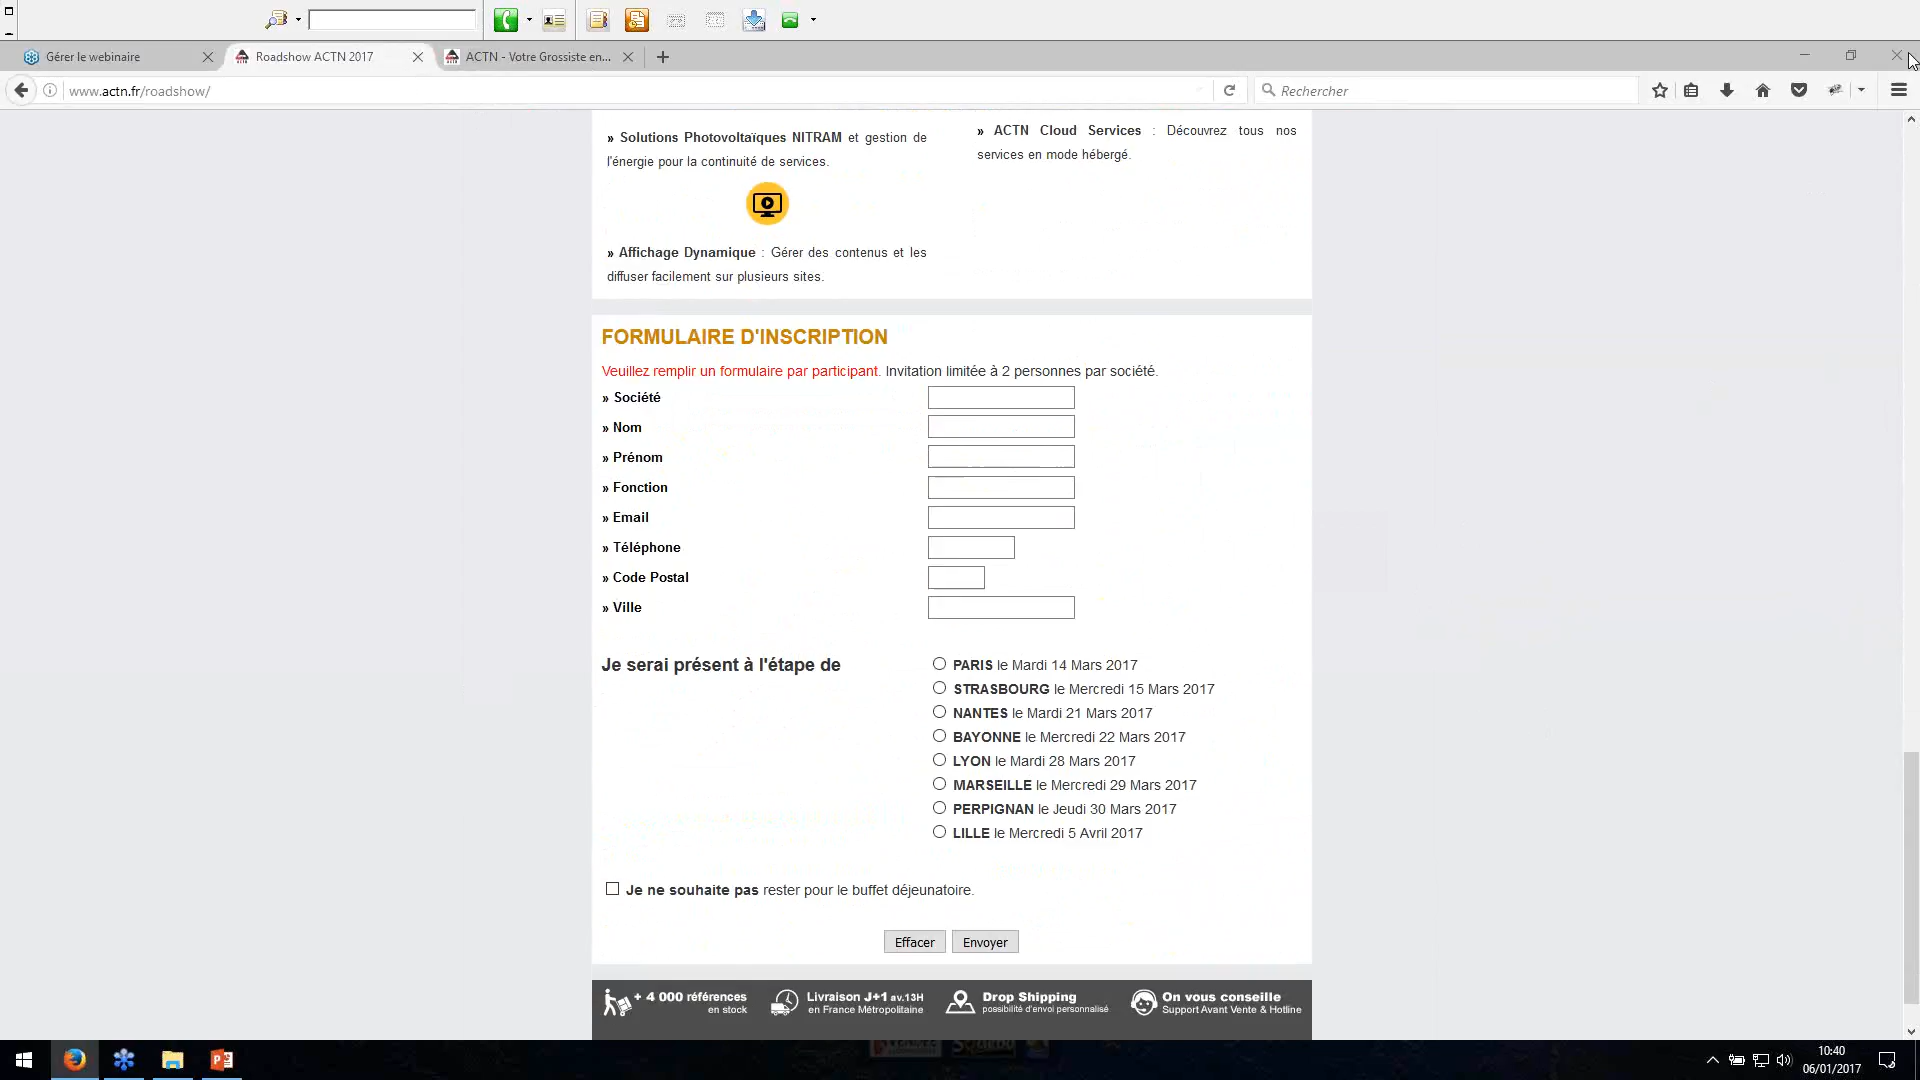 Gérer le webinaire
Roadshow ACTN 2017
ACTN - Votre Grossiste en...
www.actn.fr/roadshow/
Rechercher
» Solutions Photovoltaïques NITRAM et gestion de
l'énergie pour la continuité de services.
» Affichage Dynamique : Gérer des contenus et les
diffuser facilement sur plusieurs sites.
» ACTN Cloud Services : Découvrez tous nos
services en mode hébergé.
FORMULAIRE D'INSCRIPTION
Veuillez remplir un formulaire par participant. Invitation limitée à 2 personnes par société.
» Société
» Nom
» Prénom
» Fonction
» Email
» Téléphone
» Code Postal
» Ville
Je serai présent à l'étape de
PARIS le Mardi 14 Mars 2017
STRASBOURG le Mercredi 15 Mars 2017
NANTES le Mardi 21 Mars 2017
BAYONNE le Mercredi 22 Mars 2017
LYON le Mardi 28 Mars 2017
MARSEILLE le Mercredi 29 Mars 2017
PERPIGNAN le Jeudi 30 Mars 2017
LILLE le Mercredi 5 Avril 2017
Je ne souhaite pas rester pour le buffet déjeunatoire.
Effacer
Envoyer
+ 4 000 références
en stock
Livraison J+1 av.13H
en France Métropolitaine
Drop Shipping
possibilité d'envoi personnalisé
On vous conseille
Support Avant Vente & Hotline
10:40
06/01/2017